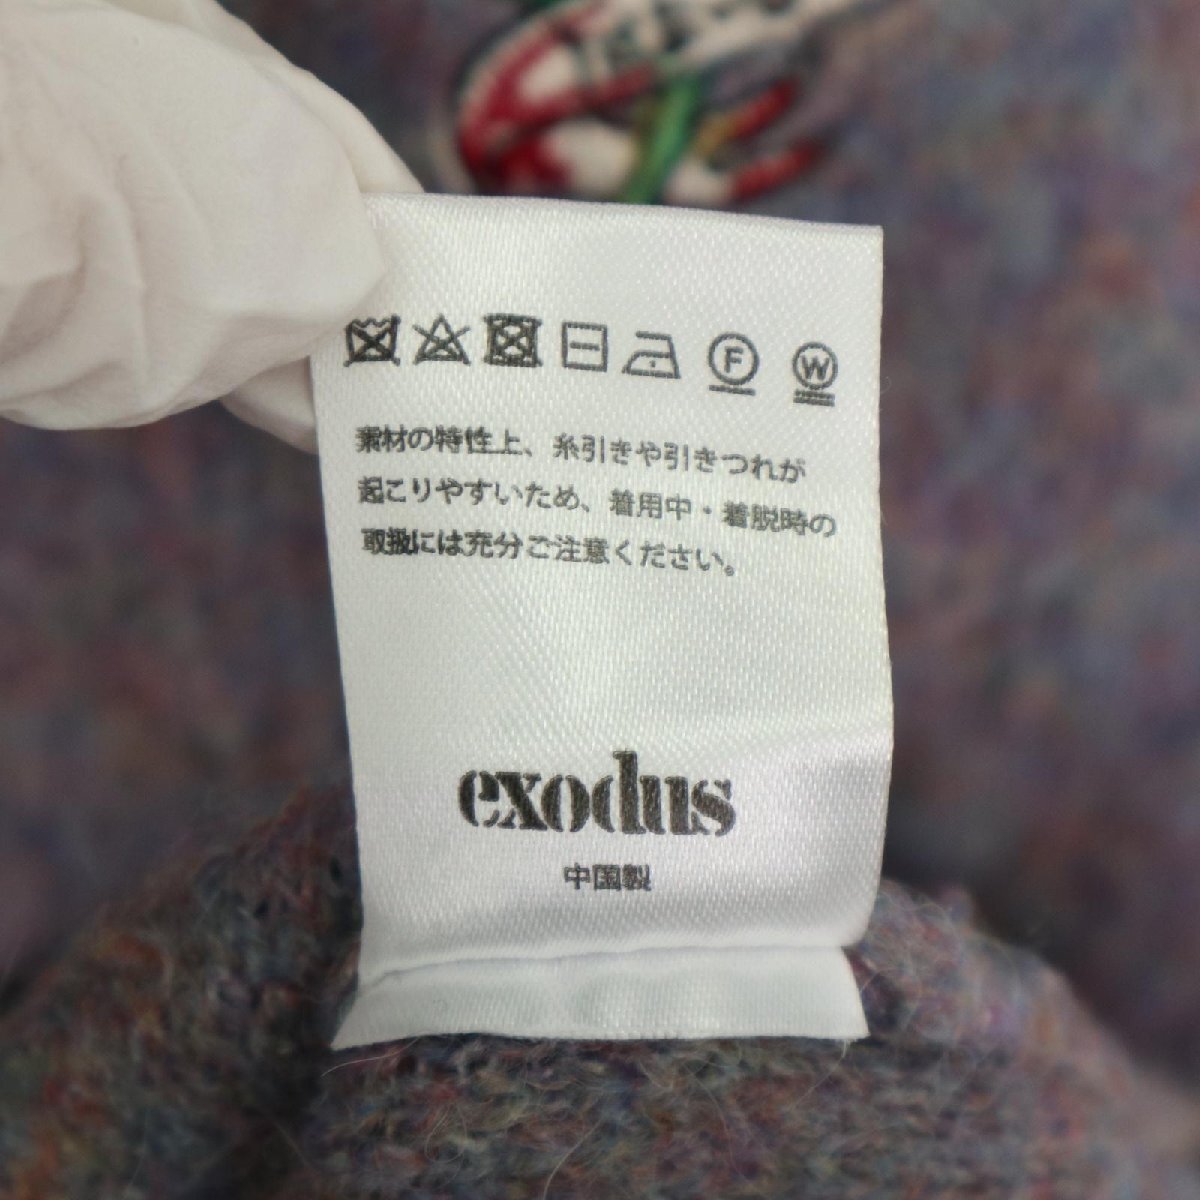 F W
素材の特性上、糸引きや引きつれが
起こりやすいため、着用中・着脱時の
取扱には充分ご注意ください。
exodus
中国製